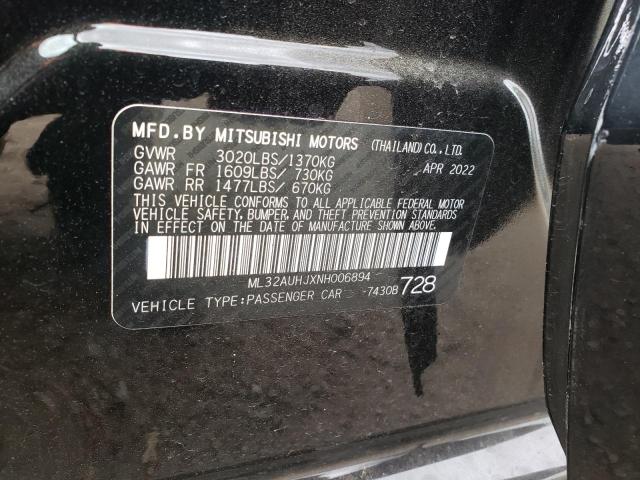 MFD.BY MITSUBISHI MOTORS (THAILAND) CO., LTD.
GVWR 3020LBS/1370KG APR 2022
GAWR FR 1609LBS/ 730KG
GAWR RR 1477LBS/ 670KG
THIS VEHICLE CONFORMS TO ALL APPLICABLE FEDERAL MOTOR
VEHICLE SAFETY, BUMPER, AND THEFT PREVENTION STANDARDS
IN EFFECT ON THE DATE OF MANUFACTURE SHOWN ABOVE.
ML32AUHJXNH006894
VEHICLE TYPE:PASSENGER CAR -7430B 728